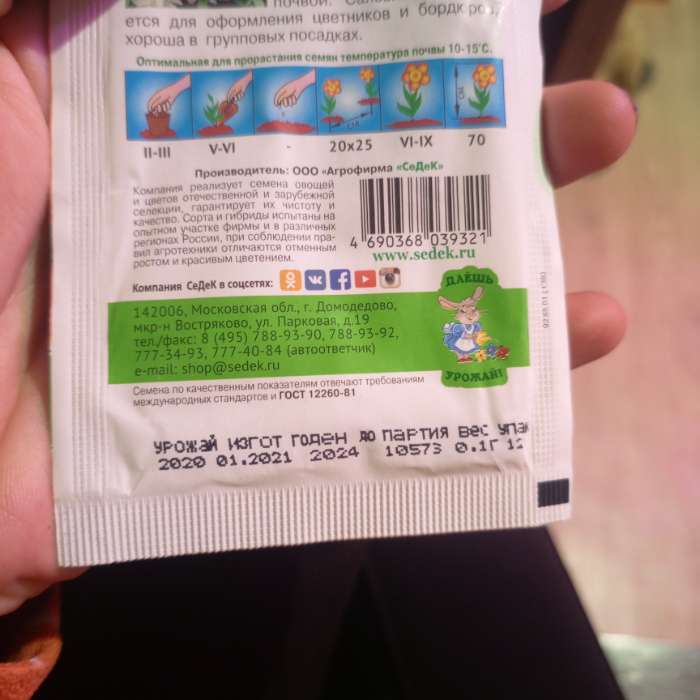 почвой.
ется для оформления цветников и
хороша в групповых посадках.
Оптимальная для прорастания семян температура почвы 10-15°С.
см
см
II-III V-VI - 20x25 VI-IX 70
Производитель: ООО «Агрофирма «СеДеК»
Компания реализует семена овощей
и цветов отечественной и зарубежной
селекции, гарантирует их чистоту и
качество. Сорта и гибриды испытаны на
опытном участке фирмы и в различных
регионах России, при соблюдении пра-
вил агротехники отличаются отменным
ростом и красивым цветением.
4 690368 039321
www.sedek.ru
Компания СеДеК в соцсетях:
ДАЁШЬ
УРОЖАЙ!
142006, Московская обл., г. Домодедово,
мкр-н Востряково, ул. Парковая, д.19
тел./факс: 8 (495) 788-93-90, 788-93-92,
777-34-93, 777-40-84 (автоответчик)
e-mail: shop@sedek.ru
Семена по качественным показателям отвечают требованиям
международных стандартов и ГОСТ 12260-81
УРОЖАЙ ИЗГОТ ГОДЕН ДО ПАРТИЯ ВЕС УПАК
2020 01.2021 2024 10573 0.1Г 12